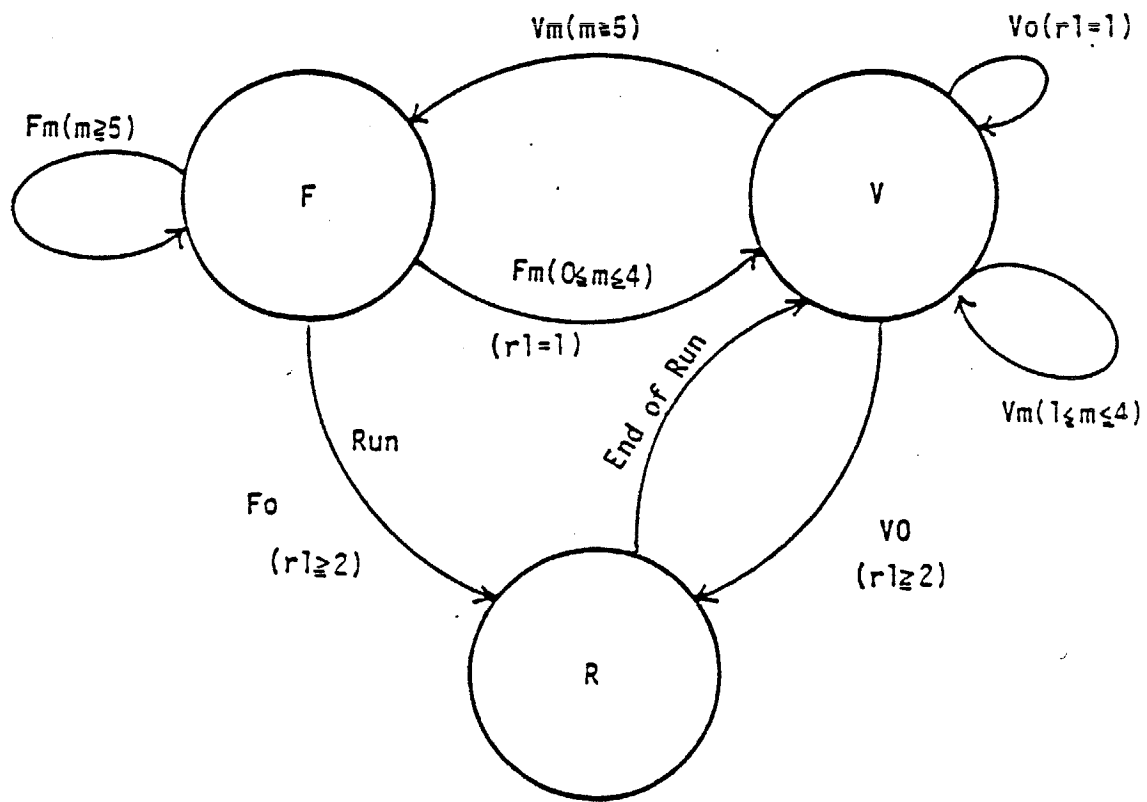 Vm(m≧5)
Vo(rl=1)
Fm(m≧5)
F
V
Fm(0≦m≦4)
(rl=1)
End of Run
Vm(1≦m≦4)
Run
Fo
(rl≧2)
VO
(rl≧2)
R